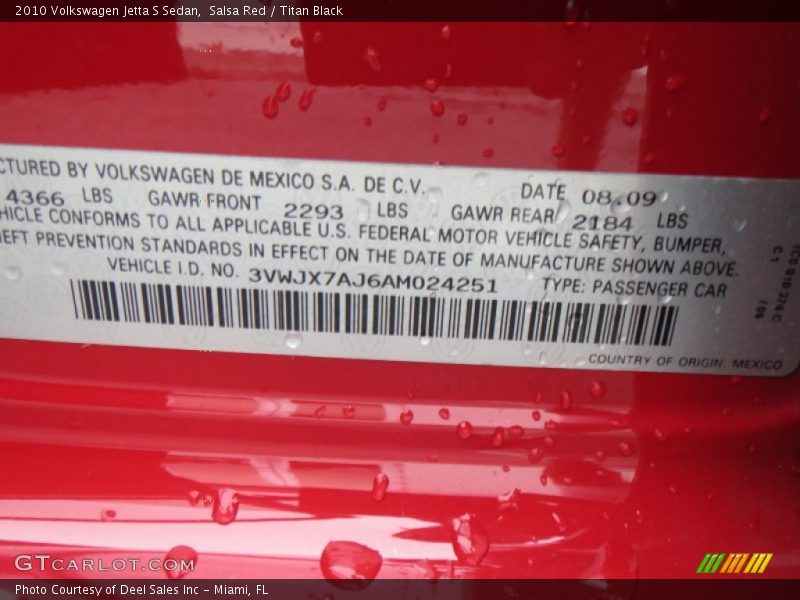 2010 Volkswagen Jetta S Sedan, Salsa Red / Titan Black
CTURED BY VOLKSWAGEN DE MEXICO S.A. DE C.V. DATE 08.09
4366 LBS GAWR FRONT 2293 LBS GAWR REAR 2184 LBS
HICLE CONFORMS TO ALL APPLICABLE U.S. FEDERAL MOTOR VEHICLE SAFETY, BUMPER,
EFT PREVENTION STANDARDS IN EFFECT ON THE DATE OF MANUFACTURE SHOWN ABOVE.
VEHICLE I.D. NO. 3VWJX7AJ6AM024251 TYPE: PASSENGER CAR
COUNTRY OF ORIGIN: MEXICO
C1
/09
GTCARLOT.COM
Photo Courtesy of Deel Sales Inc - Miami, FL